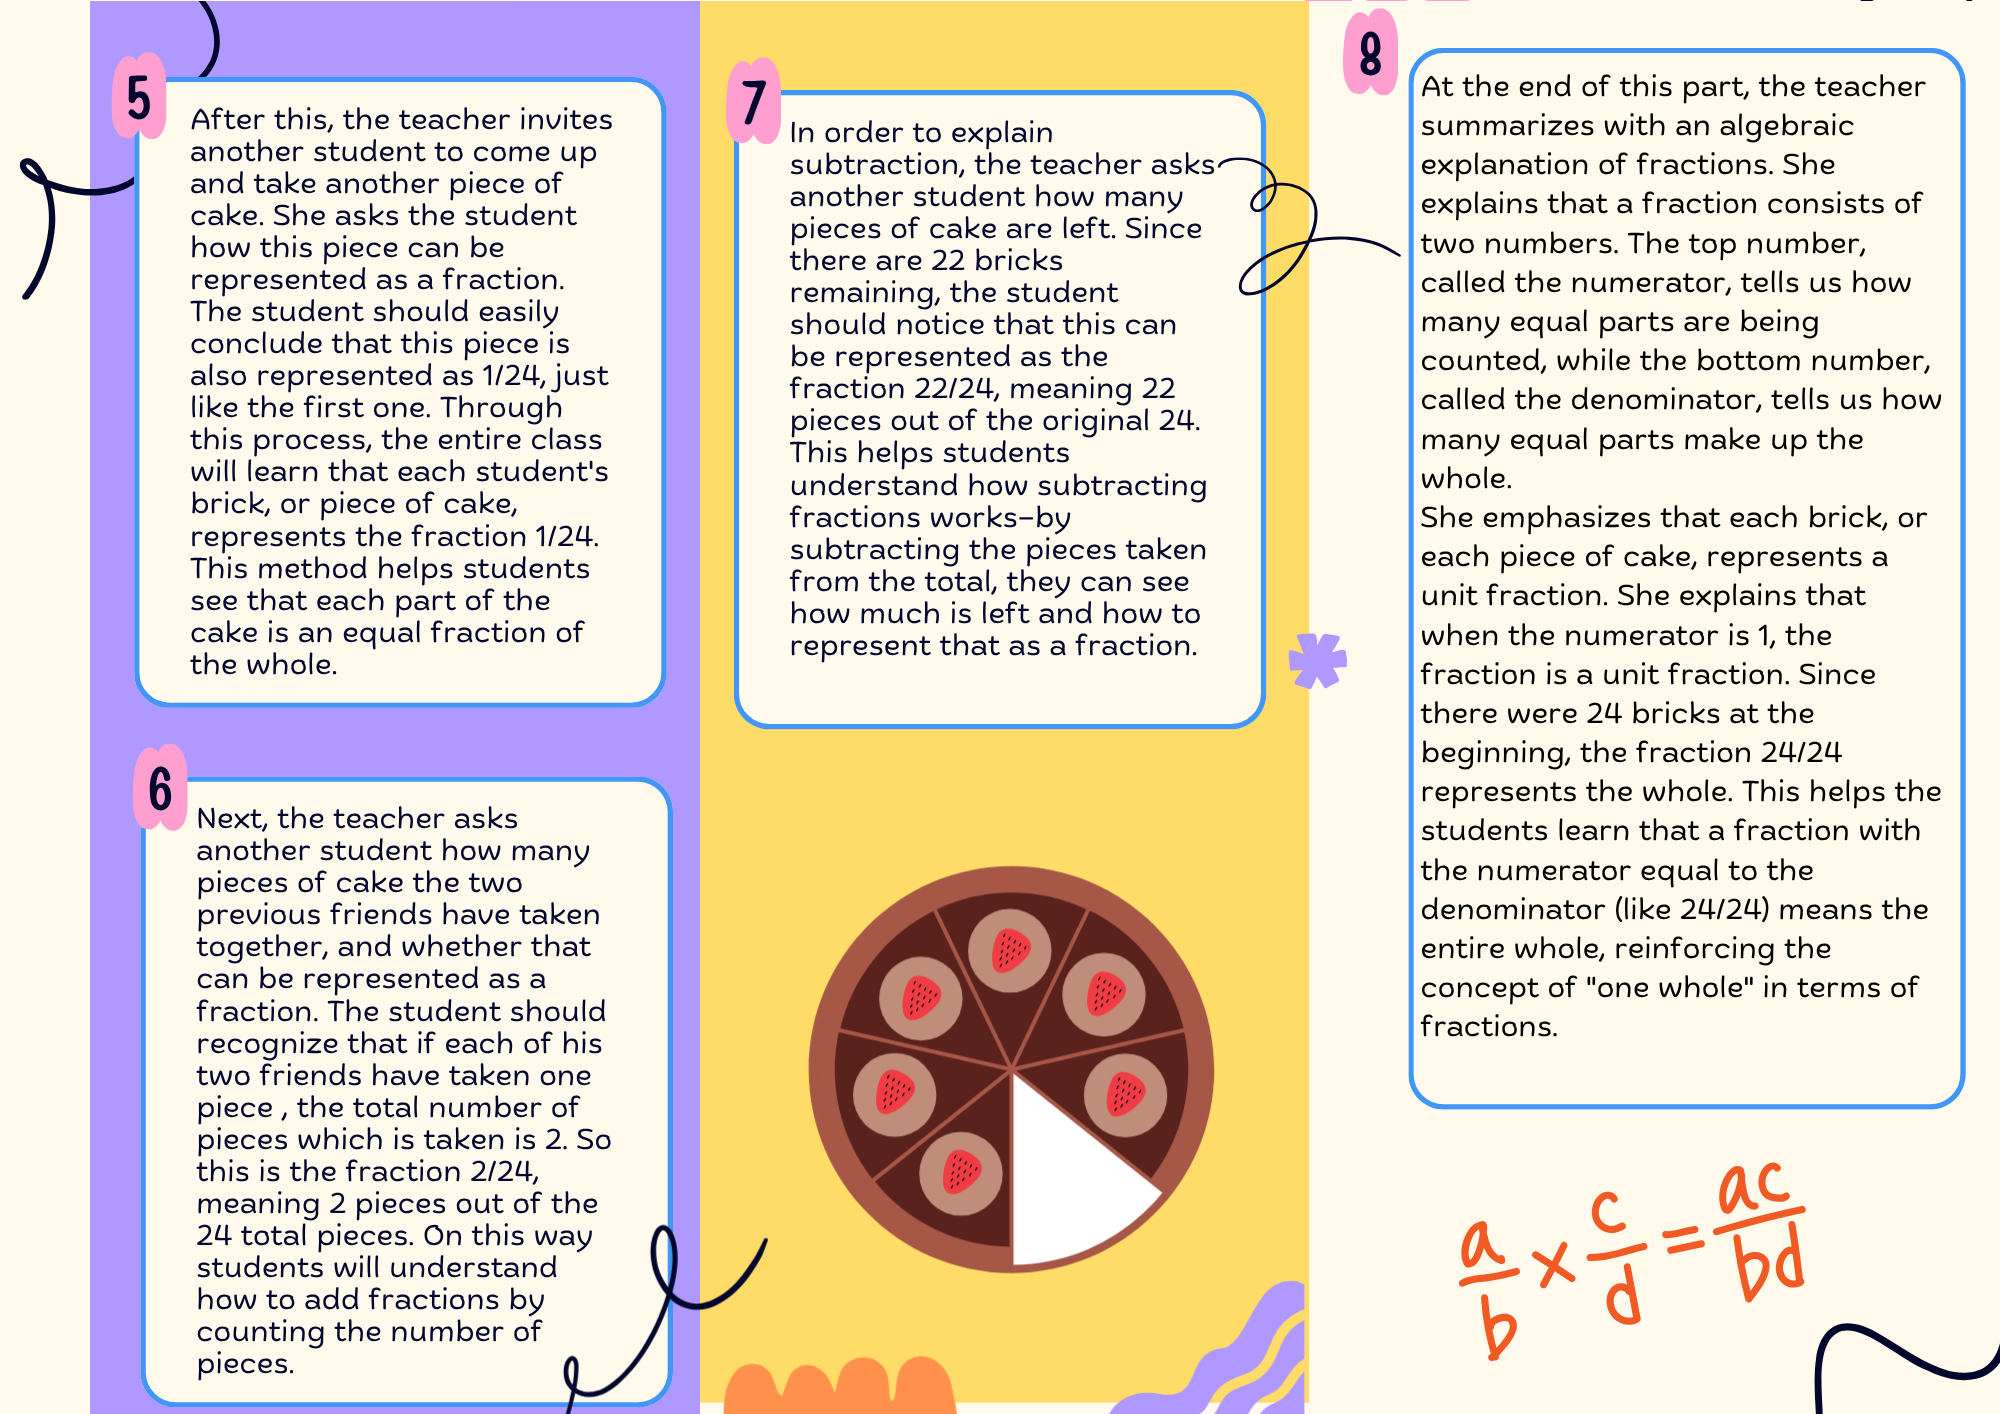 5
After this, the teacher invites
another student to come up
and take another piece of
cake. She asks the student
how this piece can be
represented as a fraction.
The student should easily
conclude that this piece is
also represented as 1/24, just
like the first one. Through
this process, the entire class
will learn that each student's
brick, or piece of cake,
represents the fraction 1/24.
This method helps students
see that each part of the
cake is an equal fraction of
the whole.
6
Next, the teacher asks
another student how many
pieces of cake the two
previous friends have taken
together, and whether that
can be represented as a
fraction. The student should
recognize that if each of his
two friends have taken one
piece , the total number of
pieces which is taken is 2. So
this is the fraction 2/24,
meaning 2 pieces out of the
24 total pieces. On this way
students will understand
how to add fractions by
counting the number of
pieces.
7
In order to explain
subtraction, the teacher asks
another student how many
pieces of cake are left. Since
there are 22 bricks
remaining, the student
should notice that this can
be represented as the
fraction 22/24, meaning 22
pieces out of the original 24.
This helps students
understand how subtracting
fractions works–by
subtracting the pieces taken
from the total, they can see
how much is left and how to
represent that as a fraction.
8
At the end of this part, the teacher
summarizes with an algebraic
explanation of fractions. She
explains that a fraction consists of
two numbers. The top number,
called the numerator, tells us how
many equal parts are being
counted, while the bottom number,
called the denominator, tells us how
many equal parts make up the
whole.
She emphasizes that each brick, or
each piece of cake, represents a
unit fraction. She explains that
when the numerator is 1, the
fraction is a unit fraction. Since
there were 24 bricks at the
beginning, the fraction 24/24
represents the whole. This helps the
students learn that a fraction with
the numerator equal to the
denominator (like 24/24) means the
entire whole, reinforcing the
concept of "one whole" in terms of
fractions.
a/b × c/d = ac/bd